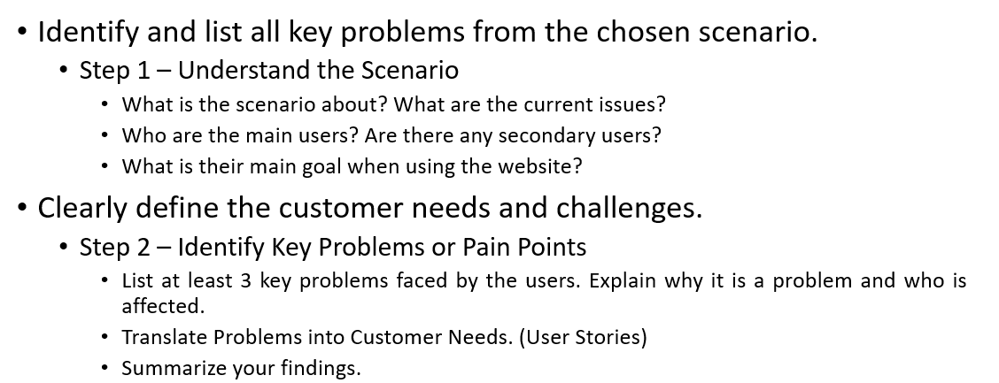 • Identify and list all key problems from the chosen scenario.
• Step 1 – Understand the Scenario
• What is the scenario about? What are the current issues?
• Who are the main users? Are there any secondary users?
• What is their main goal when using the website?
• Clearly define the customer needs and challenges.
• Step 2 – Identify Key Problems or Pain Points
• List at least 3 key problems faced by the users. Explain why it is a problem and who is
affected.
• Translate Problems into Customer Needs. (User Stories)
• Summarize your findings.